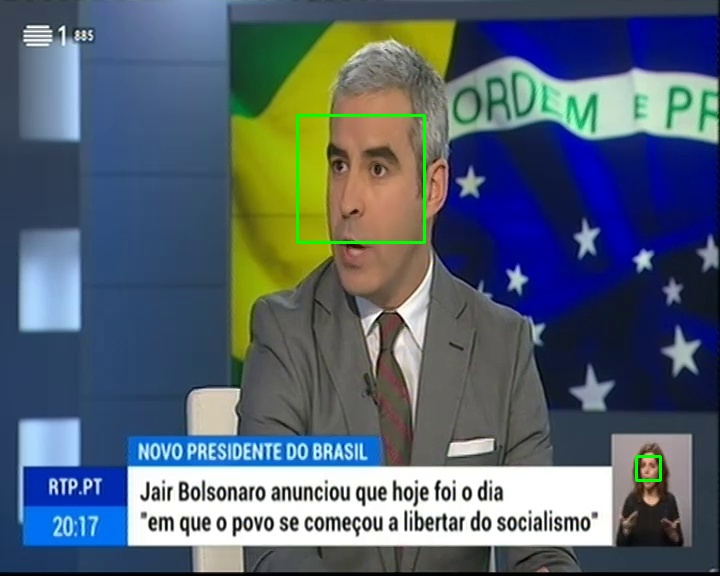 1 885
ORDEM E PR
NOVO PRESIDENTE DO BRASIL
RTP.PT
Jair Bolsonaro anunciou que hoje foi o dia
20:17
"em que o povo se começou a libertar do socialismo"